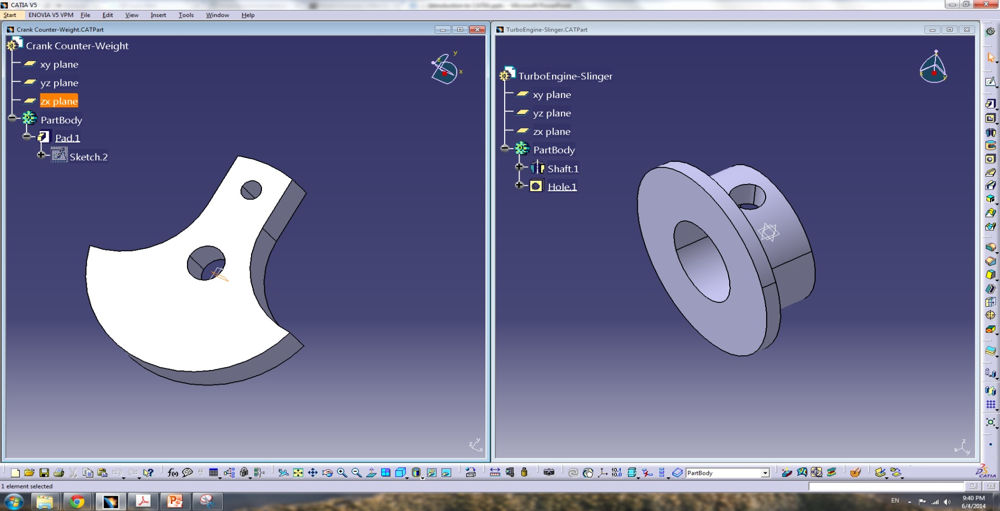 CATIA V5
Start ENOVIA V5 VPM File Edit View Insert Tools Window Help
Crank Counter-Weight.CATPart
Crank Counter-Weight
xy plane
yz plane
zx plane
PartBody
Pad.1
Sketch.2
y
x
z y
x
TurboEngine-Slinger.CATPart
TurboEngine-Slinger
xy plane
yz plane
zx plane
PartBody
Shaft.1
Hole.1
z
x y
PartBody
CATIA
1 element selected
EN
9:40 PM
6/4/2014